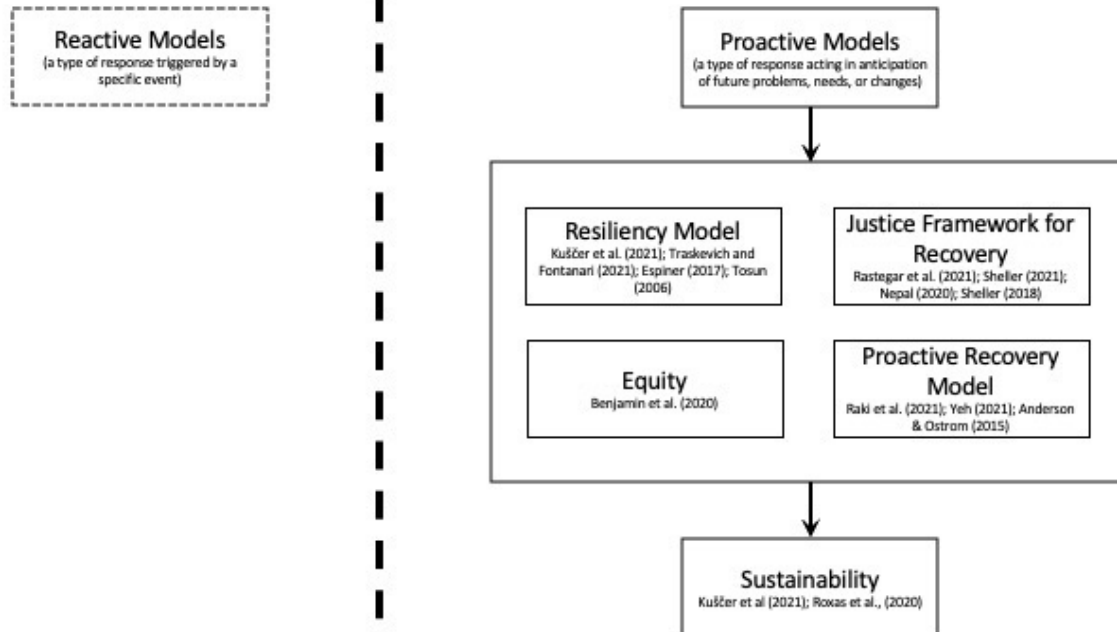 Reactive Models
(a type of response triggered by a
specific event)
Proactive Models
(a type of response acting in anticipation
of future problems, needs, or changes)
Resiliency Model
Kuščer et al. (2021); Traskevich and
Fontanari (2021); Espiner (2017); Tosun
(2006)
Justice Framework for
Recovery
Rastegar et al. (2021); Sheller (2021);
Nepal (2020); Sheller (2018)
Equity
Benjamin et al. (2020)
Proactive Recovery
Model
Raki et al. (2021); Yeh (2021); Anderson
& Ostrom (2015)
Sustainability
Kuščer et al (2021); Roxas et al., (2020)